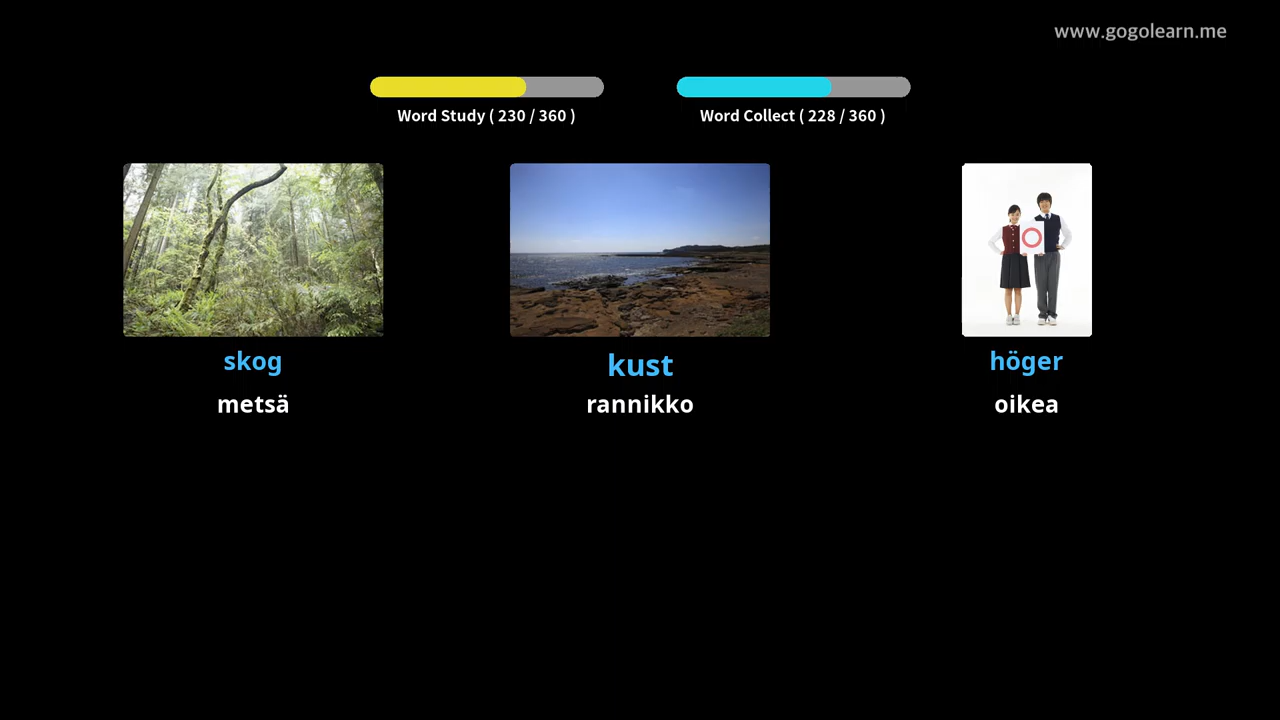 www.gogolearn.me
Word Study ( 230 / 360 )
Word Collect ( 228 / 360 )
skog
kust
höger
metsä
rannikko
oikea